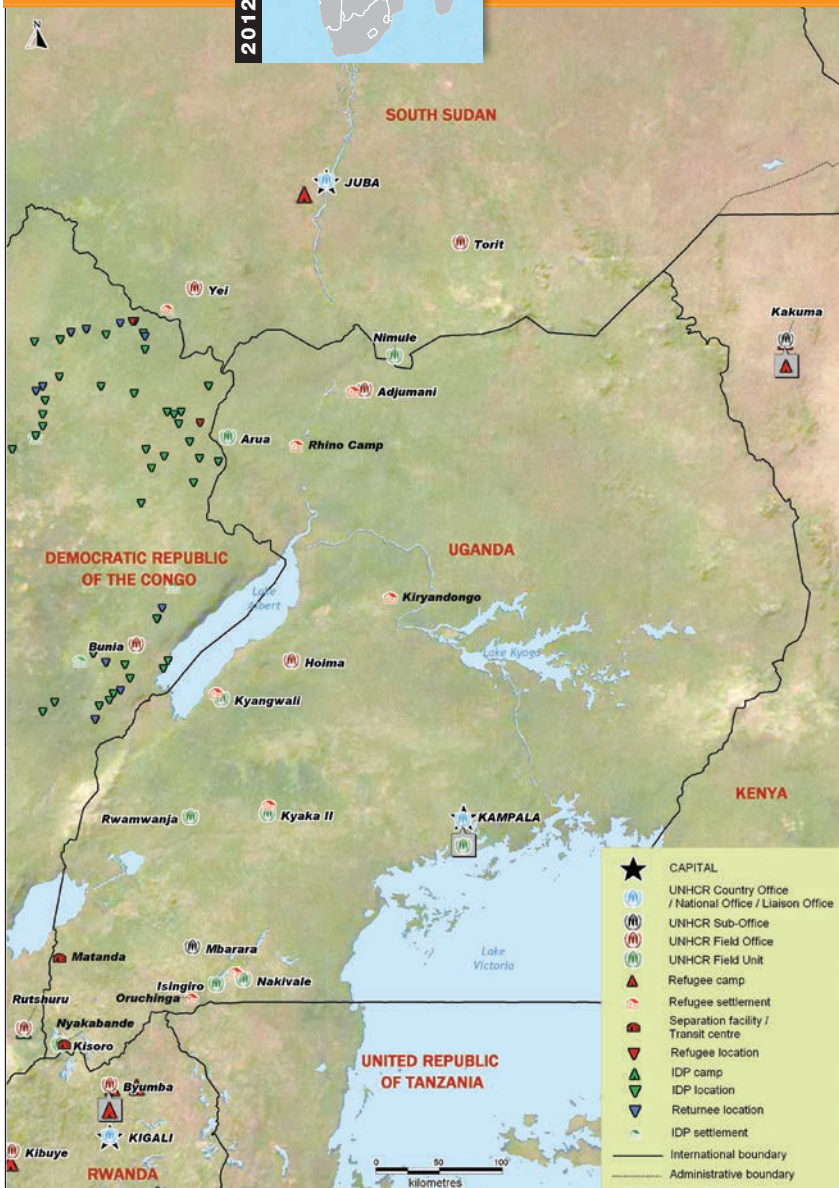 2012
N
SOUTH SUDAN
JUBA
Torit
Yei
Kakuma
Nimule
Adjumani
Arua
Rhino Camp
DEMOCRATIC REPUBLIC
OF THE CONGO
UGANDA
Lake
Albert
Kiryandongo
Bunia
Hoima
Lake Kyoga
Kyangwali
KENYA
Rwamwanja
Kyaka II
KAMPALA
Mbarara
Matanda
Lake
Victoria
Isingiro
Nakivale
Oruchinga
Rutshuru
Nyakabande
Kisoro
UNITED REPUBLIC
OF TANZANIA
Byumba
KIGALI
Kibuye
RWANDA
0 50 100
kilometres
CAPITAL
UNHCR Country Office
/ National Office / Liaison Office
UNHCR Sub-Office
UNHCR Field Office
UNHCR Field Unit
Refugee camp
Refugee settlement
Separation facility /
Transit centre
Refugee location
IDP camp
IDP location
Returnee location
IDP settlement
International boundary
Administrative boundary